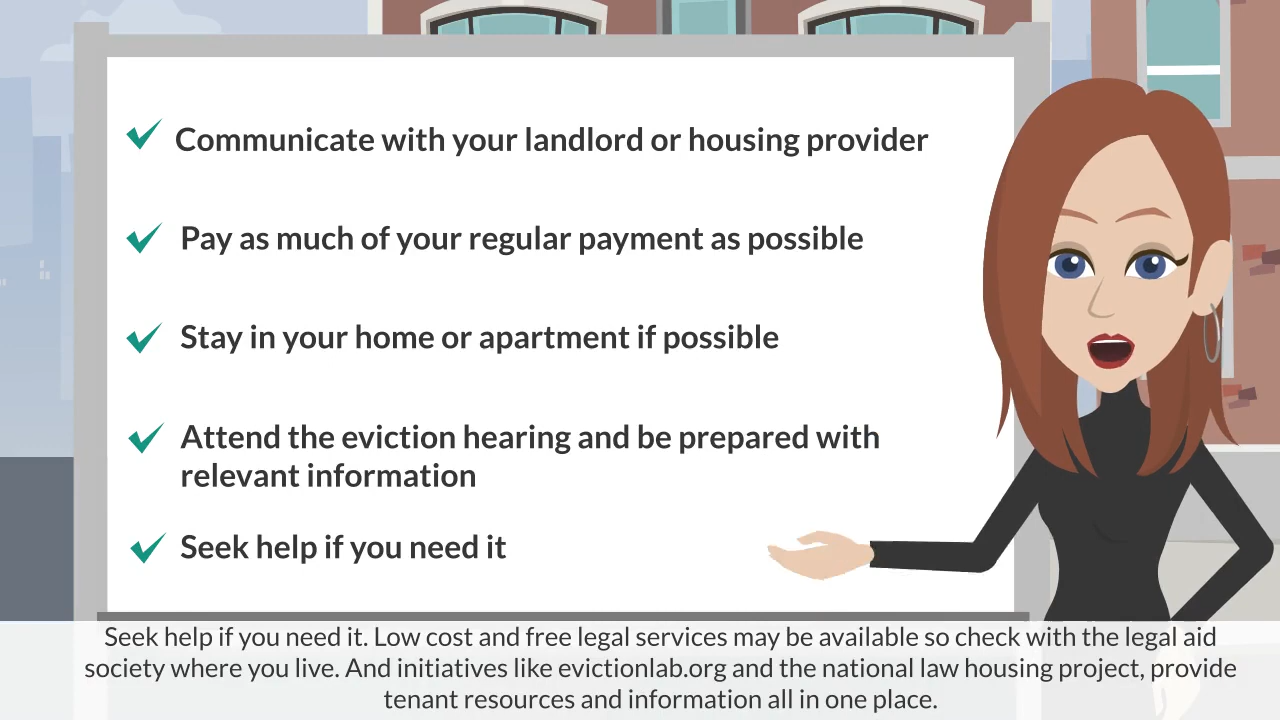 Communicate with your landlord or housing provider
Pay as much of your regular payment as possible
Stay in your home or apartment if possible
Attend the eviction hearing and be prepared with
relevant information
Seek help if you need it
Seek help if you need it. Low cost and free legal services may be available so check with the legal aid
society where you live. And initiatives like evictionlab.org and the national law housing project, provide
tenant resources and information all in one place.